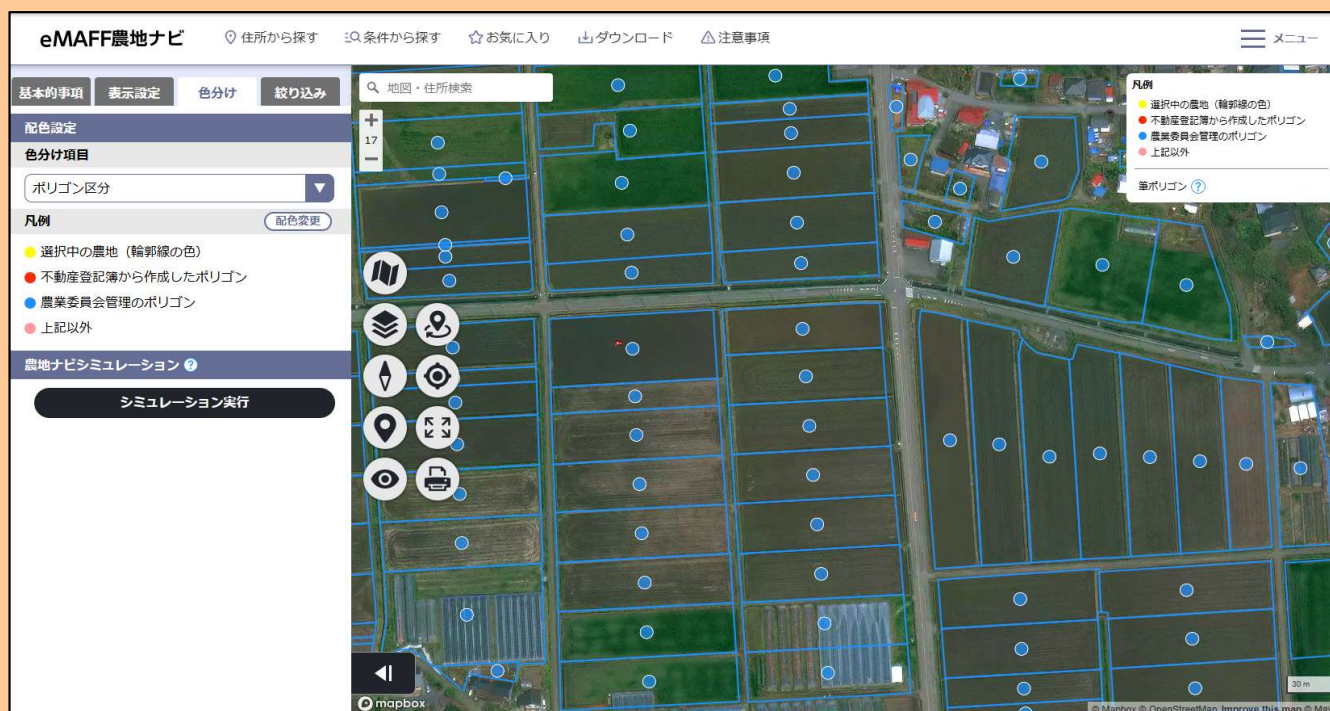 eMAFF農地ナビ
住所から探す
条件から探す
お気に入り
ダウンロード
注意事項
メニュー
基本的事項
表示設定
色分け
絞り込み
配色設定
色分け項目
ポリゴン区分
凡例
配色変更
選択中の農地（輪郭線の色）
不動産登記簿から作成したポリゴン
農業委員会管理のポリゴン
上記以外
農地ナビシミュレーション ?
シミュレーション実行
地図・住所検索
+
17
−
凡例
選択中の農地（輪郭線の色）
不動産登記簿から作成したポリゴン
農業委員会管理のポリゴン
上記以外
筆ポリゴン ?
30 m
mapbox
© Mapbox © OpenStreetMap Improve this map